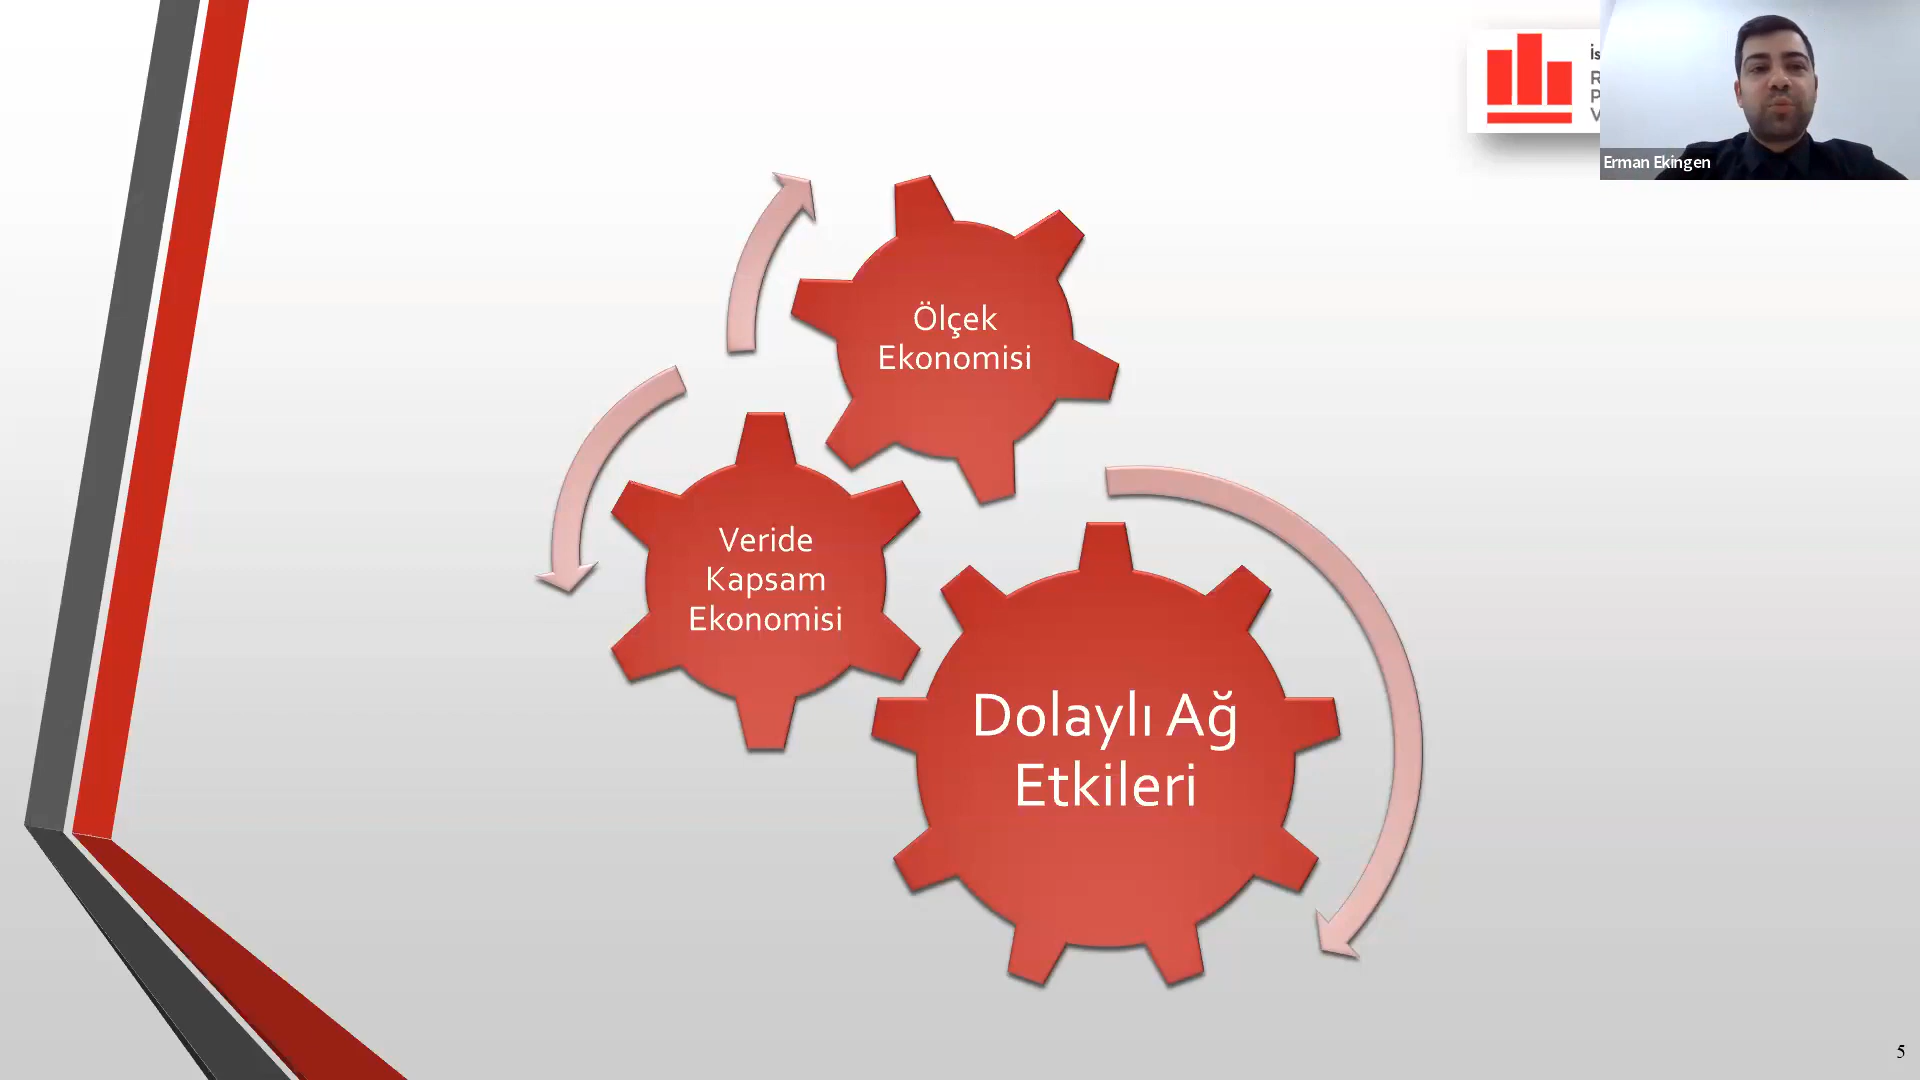 Erman Ekingen
Ölçek
Ekonomisi
Veride
Kapsam
Ekonomisi
Dolaylı Ağ
Etkileri
5